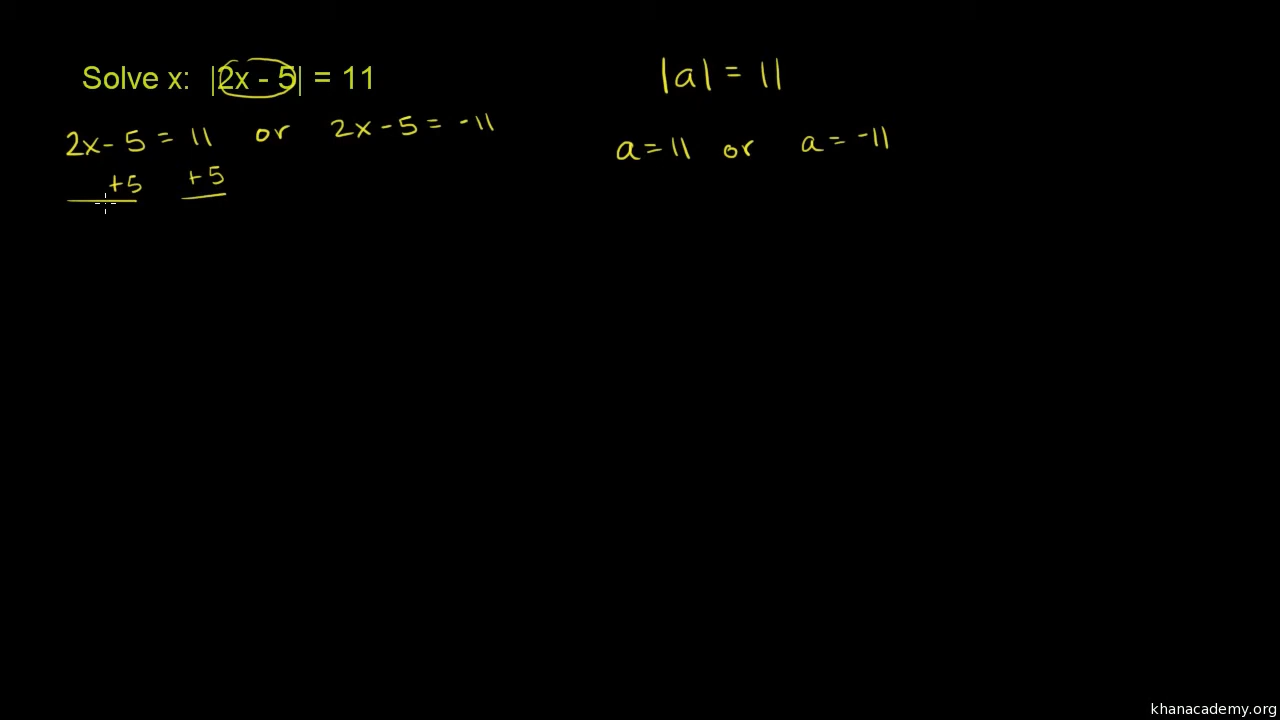 Solve x: |2x - 5| = 11
|a| = 11
2x - 5 = 11 or 2x - 5 = -11
a = 11 or a = -11
+5 +5
khanacademy.org